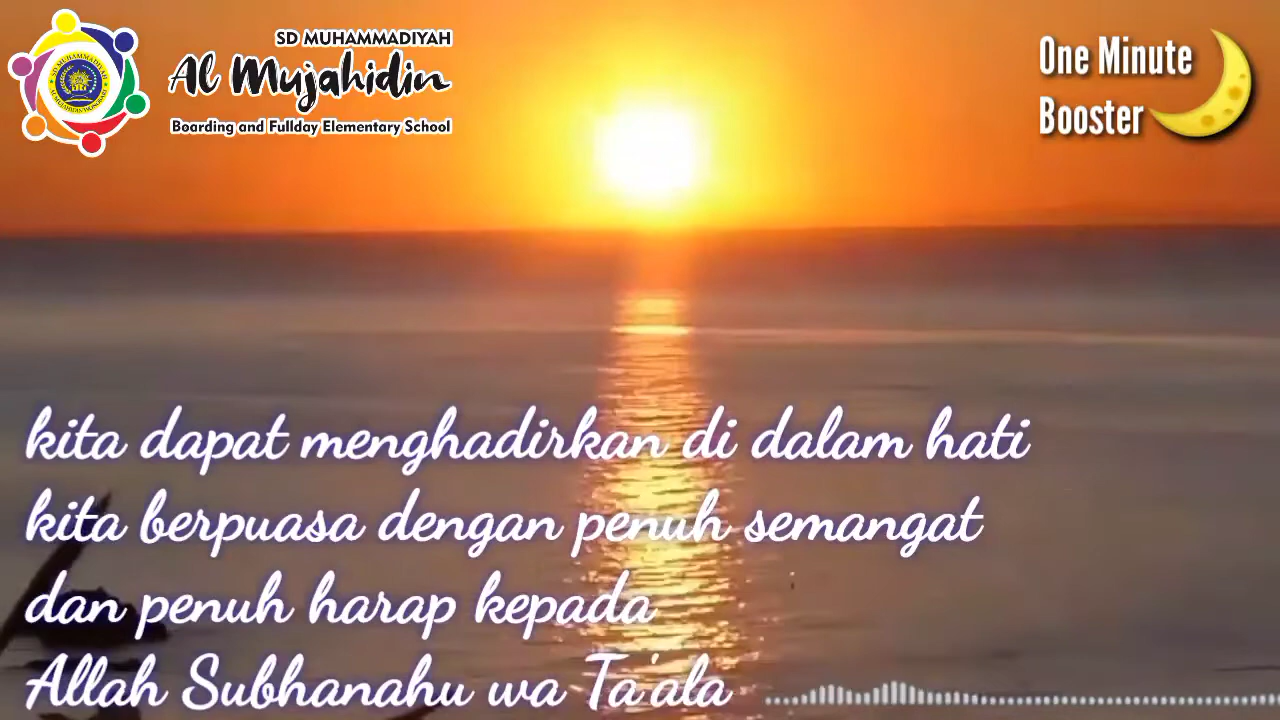 SD MUHAMMADIYAH
Al Mujahidin
Boarding and Fullday Elementary School
One Minute
Booster
kita dapat menghadirkan di dalam hati
kita berpuasa dengan penuh semangat
dan penuh harap kepada
Allah Subhanahu wa Ta'ala